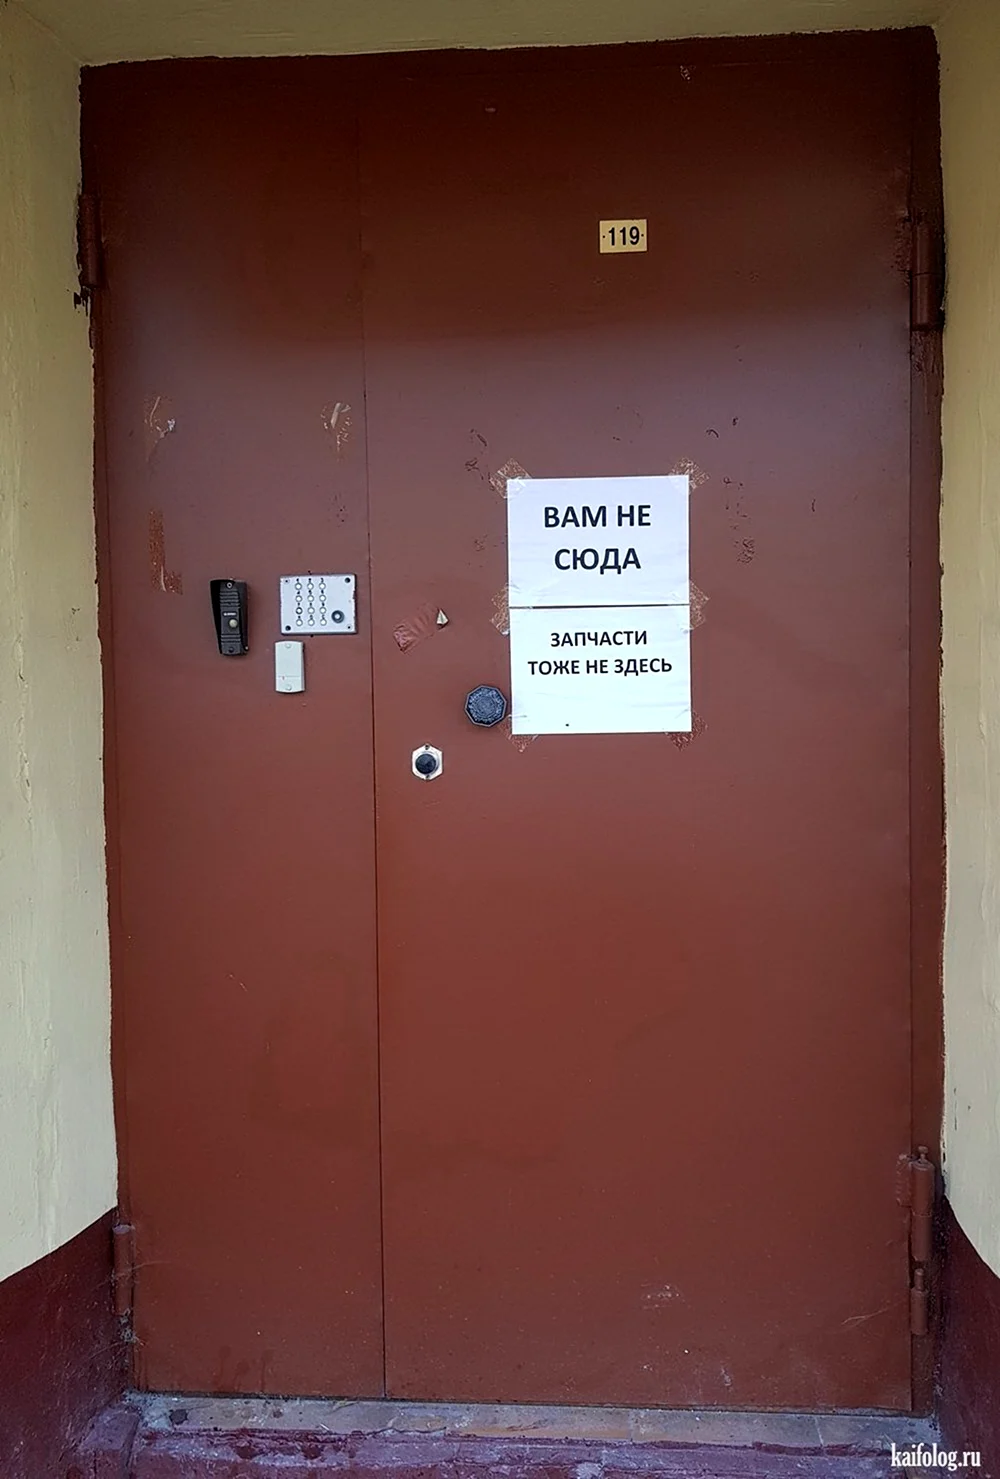 ·119·
ВАМ НЕ
СЮДА
ЗАПЧАСТИ
ТОЖЕ НЕ ЗДЕСЬ
kaifolog.ru